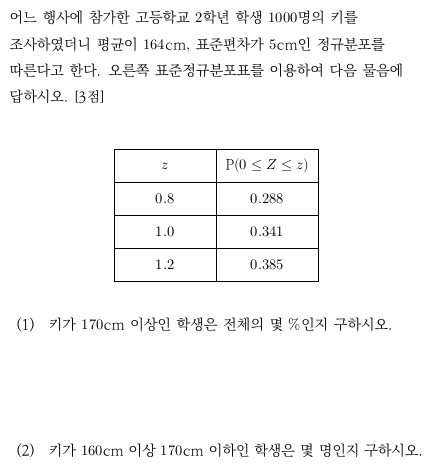 어느 행사에 참가한 고등학교 2학년 학생 1000명의 키를
조사하였더니 평균이 164cm, 표준편차가 5cm인 정규분포를
따른다고 한다. 오른쪽 표준정규분포표를 이용하여 다음 물음에
답하시오. [3점]
z P(0 ≤ Z ≤ z)
0.8 0.288
1.0 0.341
1.2 0.385
(1) 키가 170cm 이상인 학생은 전체의 몇 %인지 구하시오.
(2) 키가 160cm 이상 170cm 이하인 학생은 몇 명인지 구하시오.